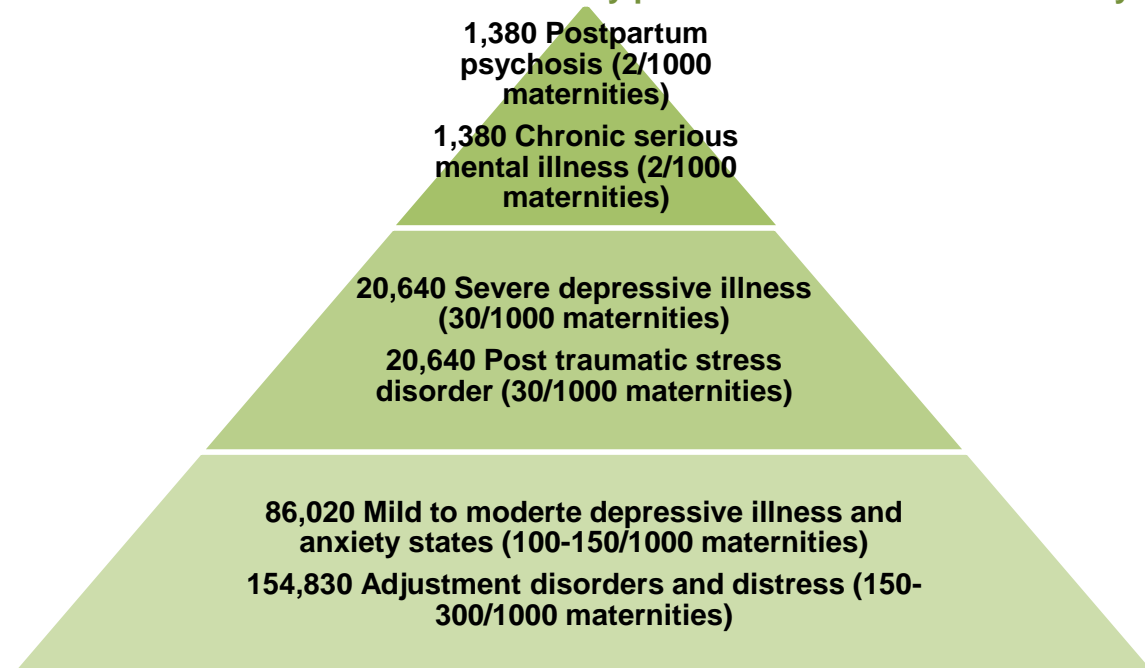 1,380 Postpartum
psychosis (2/1000
maternities)
1,380 Chronic serious
mental illness (2/1000
maternities)
20,640 Severe depressive illness
(30/1000 maternities)
20,640 Post traumatic stress
disorder (30/1000 maternities)
86,020 Mild to moderte depressive illness and
anxiety states (100-150/1000 maternities)
154,830 Adjustment disorders and distress (150-
300/1000 maternities)